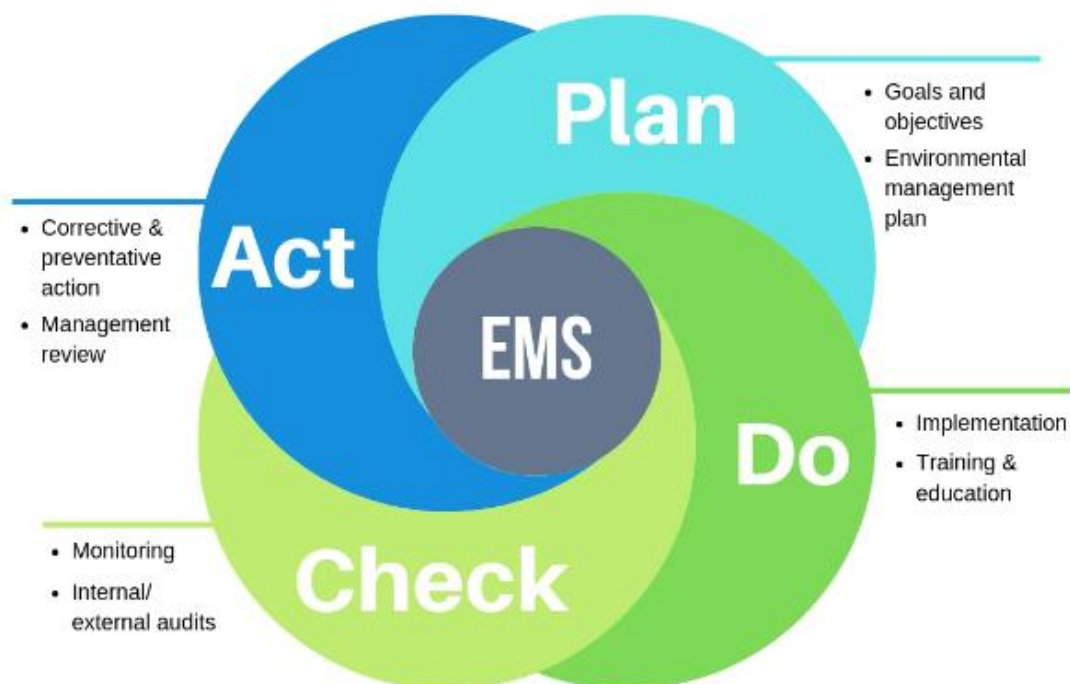 Plan
• Goals and
objectives
• Environmental
management
plan
Act
• Corrective &
preventative
action
• Management
review
EMS
Do
• Implementation
• Training &
education
Check
• Monitoring
• Internal/
external audits